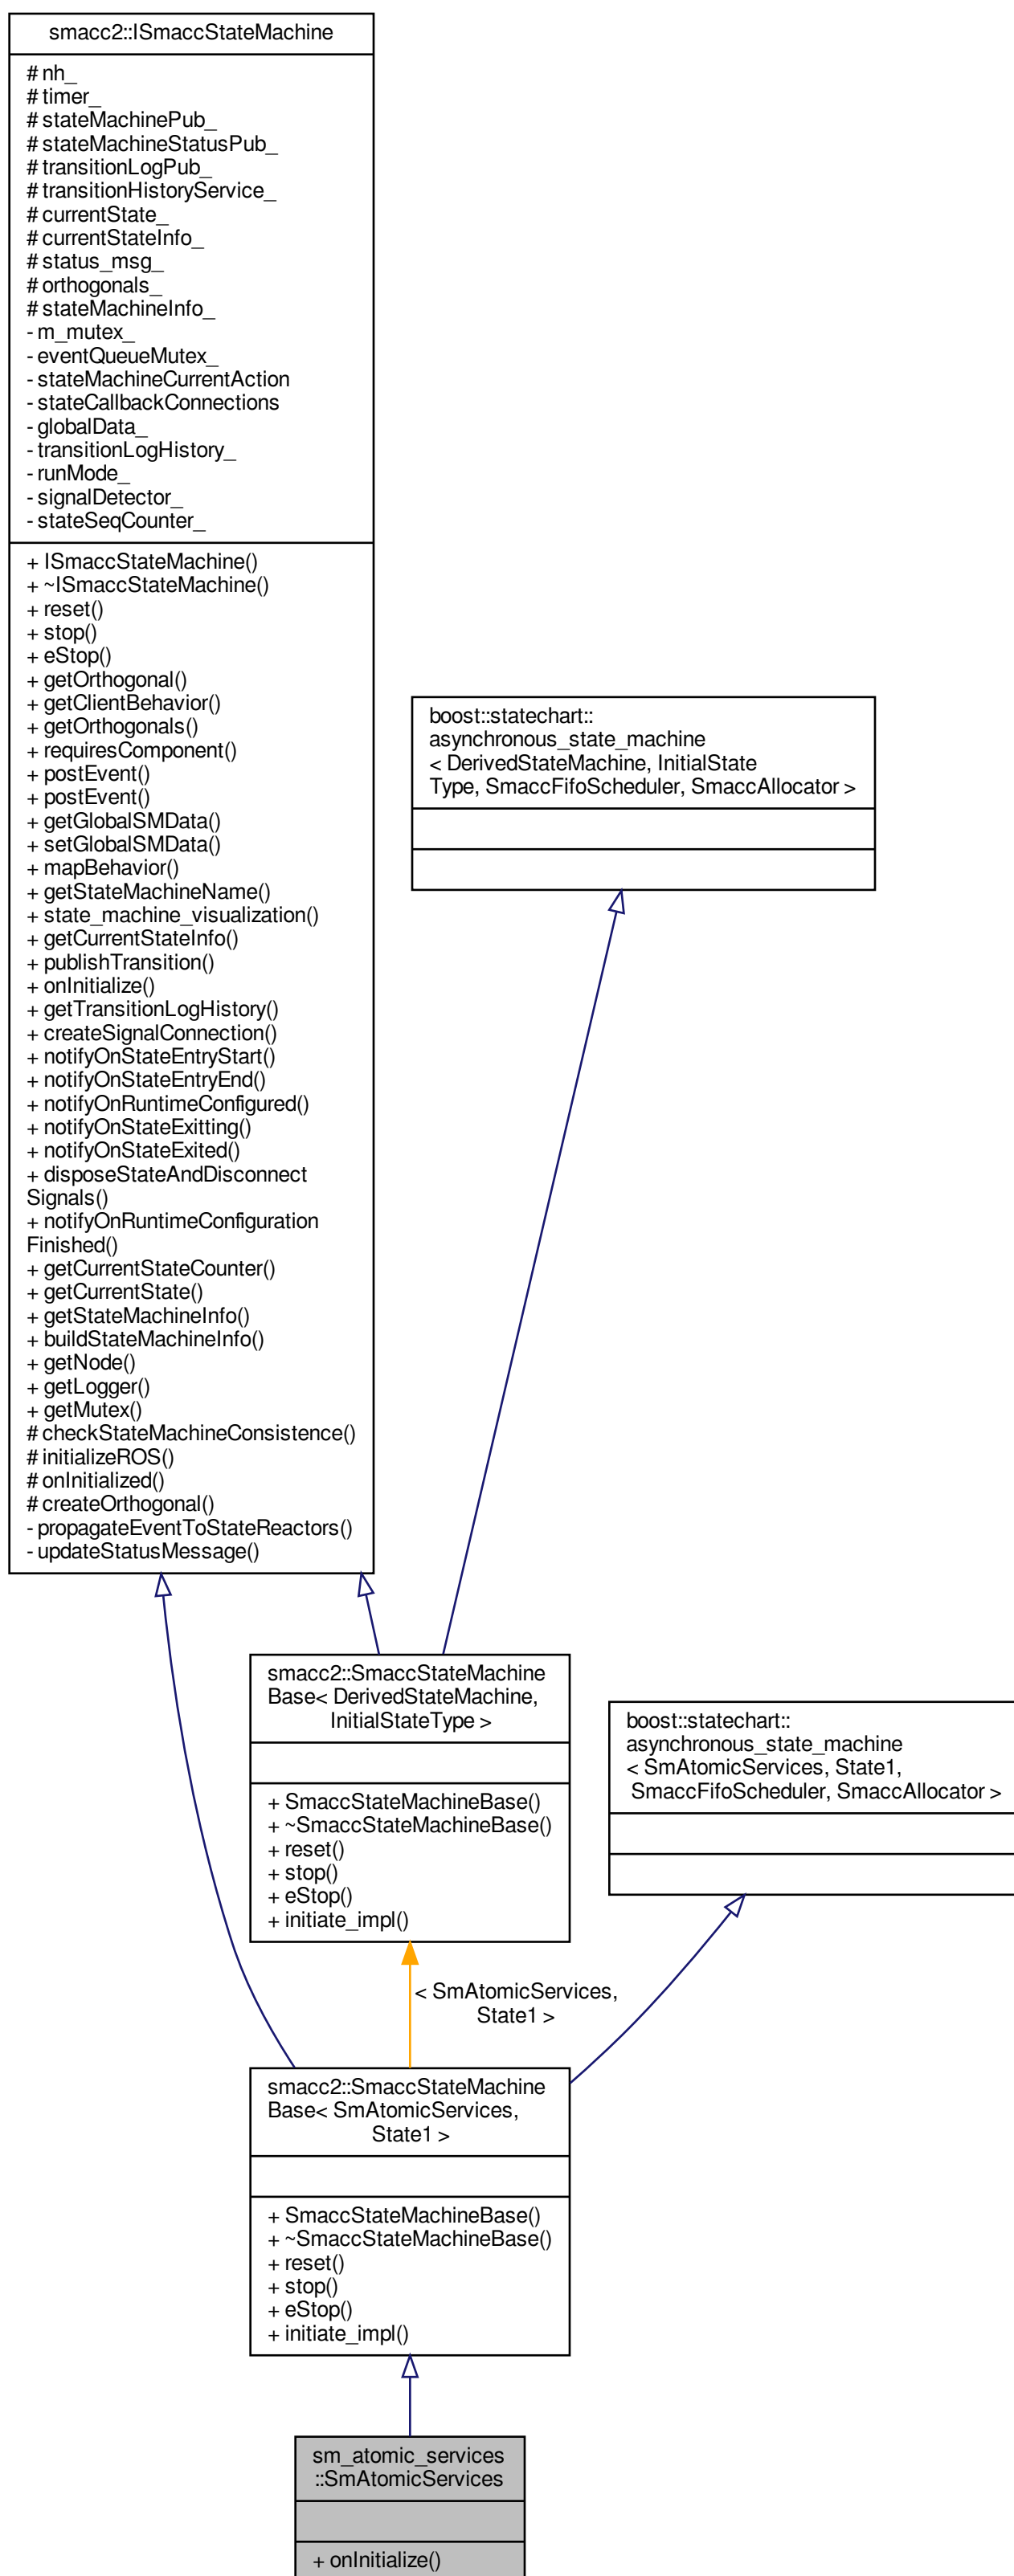 smacc2::ISmaccStateMachine
# nh_
# timer_
# stateMachinePub_
# stateMachineStatusPub_
# transitionLogPub_
# transitionHistoryService_
# currentState_
# currentStateInfo_
# status_msg_
# orthogonals_
# stateMachineInfo_
- m_mutex_
- eventQueueMutex_
- stateMachineCurrentAction
- stateCallbackConnections
- globalData_
- transitionLogHistory_
- runMode_
- signalDetector_
- stateSeqCounter_
+ ISmaccStateMachine()
+ ~ISmaccStateMachine()
+ reset()
+ stop()
+ eStop()
+ getOrthogonal()
+ getClientBehavior()
+ getOrthogonals()
+ requiresComponent()
+ postEvent()
+ postEvent()
+ getGlobalSMData()
+ setGlobalSMData()
+ mapBehavior()
+ getStateMachineName()
+ state_machine_visualization()
+ getCurrentStateInfo()
+ publishTransition()
+ onInitialize()
+ getTransitionLogHistory()
+ createSignalConnection()
+ notifyOnStateEntryStart()
+ notifyOnStateEntryEnd()
+ notifyOnRuntimeConfigured()
+ notifyOnStateExitting()
+ notifyOnStateExited()
+ disposeStateAndDisconnect
Signals()
+ notifyOnRuntimeConfiguration
Finished()
+ getCurrentStateCounter()
+ getCurrentState()
+ getStateMachineInfo()
+ buildStateMachineInfo()
+ getNode()
+ getLogger()
+ getMutex()
# checkStateMachineConsistence()
# initializeROS()
# onInitialized()
# createOrthogonal()
- propagateEventToStateReactors()
- updateStatusMessage()
boost::statechart::
asynchronous_state_machine
< DerivedStateMachine, InitialState
Type, SmaccFifoScheduler, SmaccAllocator >
smacc2::SmaccStateMachine
Base< DerivedStateMachine,
InitialStateType >
+ SmaccStateMachineBase()
+ ~SmaccStateMachineBase()
+ reset()
+ stop()
+ eStop()
+ initiate_impl()
boost::statechart::
asynchronous_state_machine
< SmAtomicServices, State1,
SmaccFifoScheduler, SmaccAllocator >
< SmAtomicServices,
State1 >
smacc2::SmaccStateMachine
Base< SmAtomicServices,
State1 >
+ SmaccStateMachineBase()
+ ~SmaccStateMachineBase()
+ reset()
+ stop()
+ eStop()
+ initiate_impl()
sm_atomic_services
::SmAtomicServices
+ onInitialize()